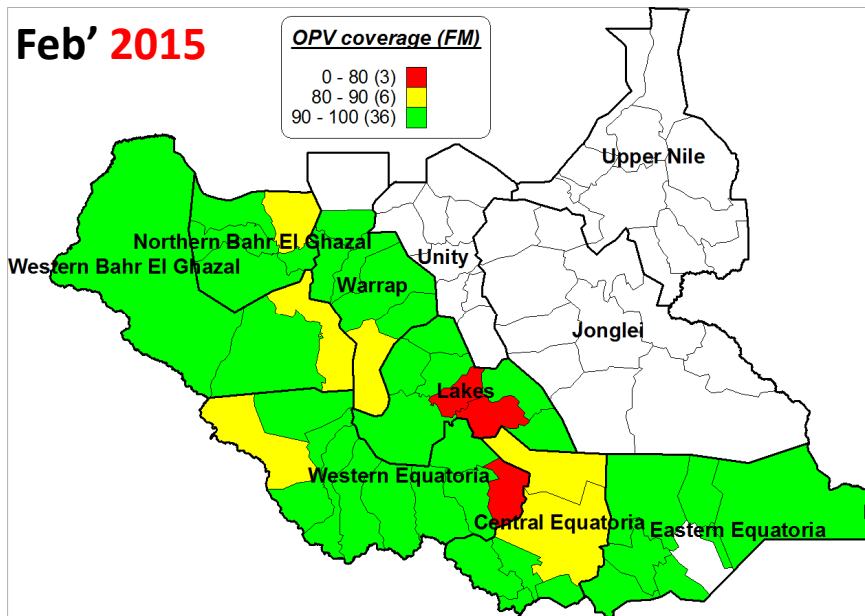 Feb’ 2015
OPV coverage (FM)
0 - 80 (3)
80 - 90 (6)
90 - 100 (36)
Upper Nile
Northern Bahr El Ghazal
Unity
Western Bahr El Ghazal
Warrap
Jonglei
Lakes
Western Equatoria
Central Equatoria
Eastern Equatoria